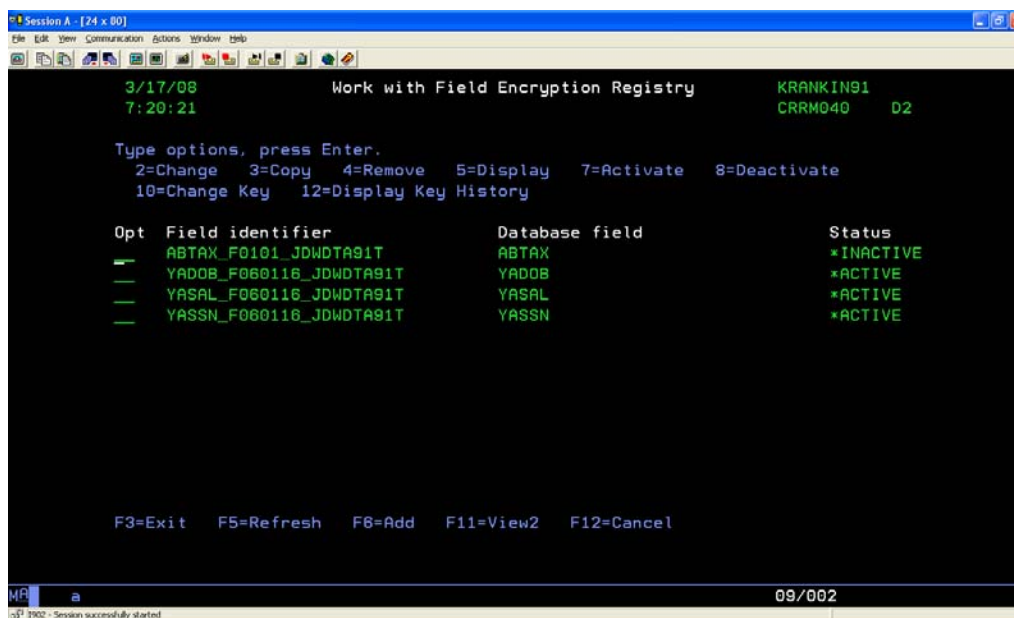 Session A - [24 x 80]
File Edit View Communication Actions Window Help
3/17/08 Work with Field Encryption Registry KRANKIN91
7:20:21 CRRM040 D2
Type options, press Enter.
2=Change 3=Copy 4=Remove 5=Display 7=Activate 8=Deactivate
10=Change Key 12=Display Key History
Opt Field identifier Database field Status
ABTAX_F0101_JDWDTA91T ABTAX *INACTIVE
YADOB_F060116_JDWDTA91T YADOB *ACTIVE
YASAL_F060116_JDWDTA91T YASAL *ACTIVE
YASSN_F060116_JDWDTA91T YASSN *ACTIVE
F3=Exit F5=Refresh F6=Add F11=View2 F12=Cancel
MA a 09/002
I902 - Session successfully started